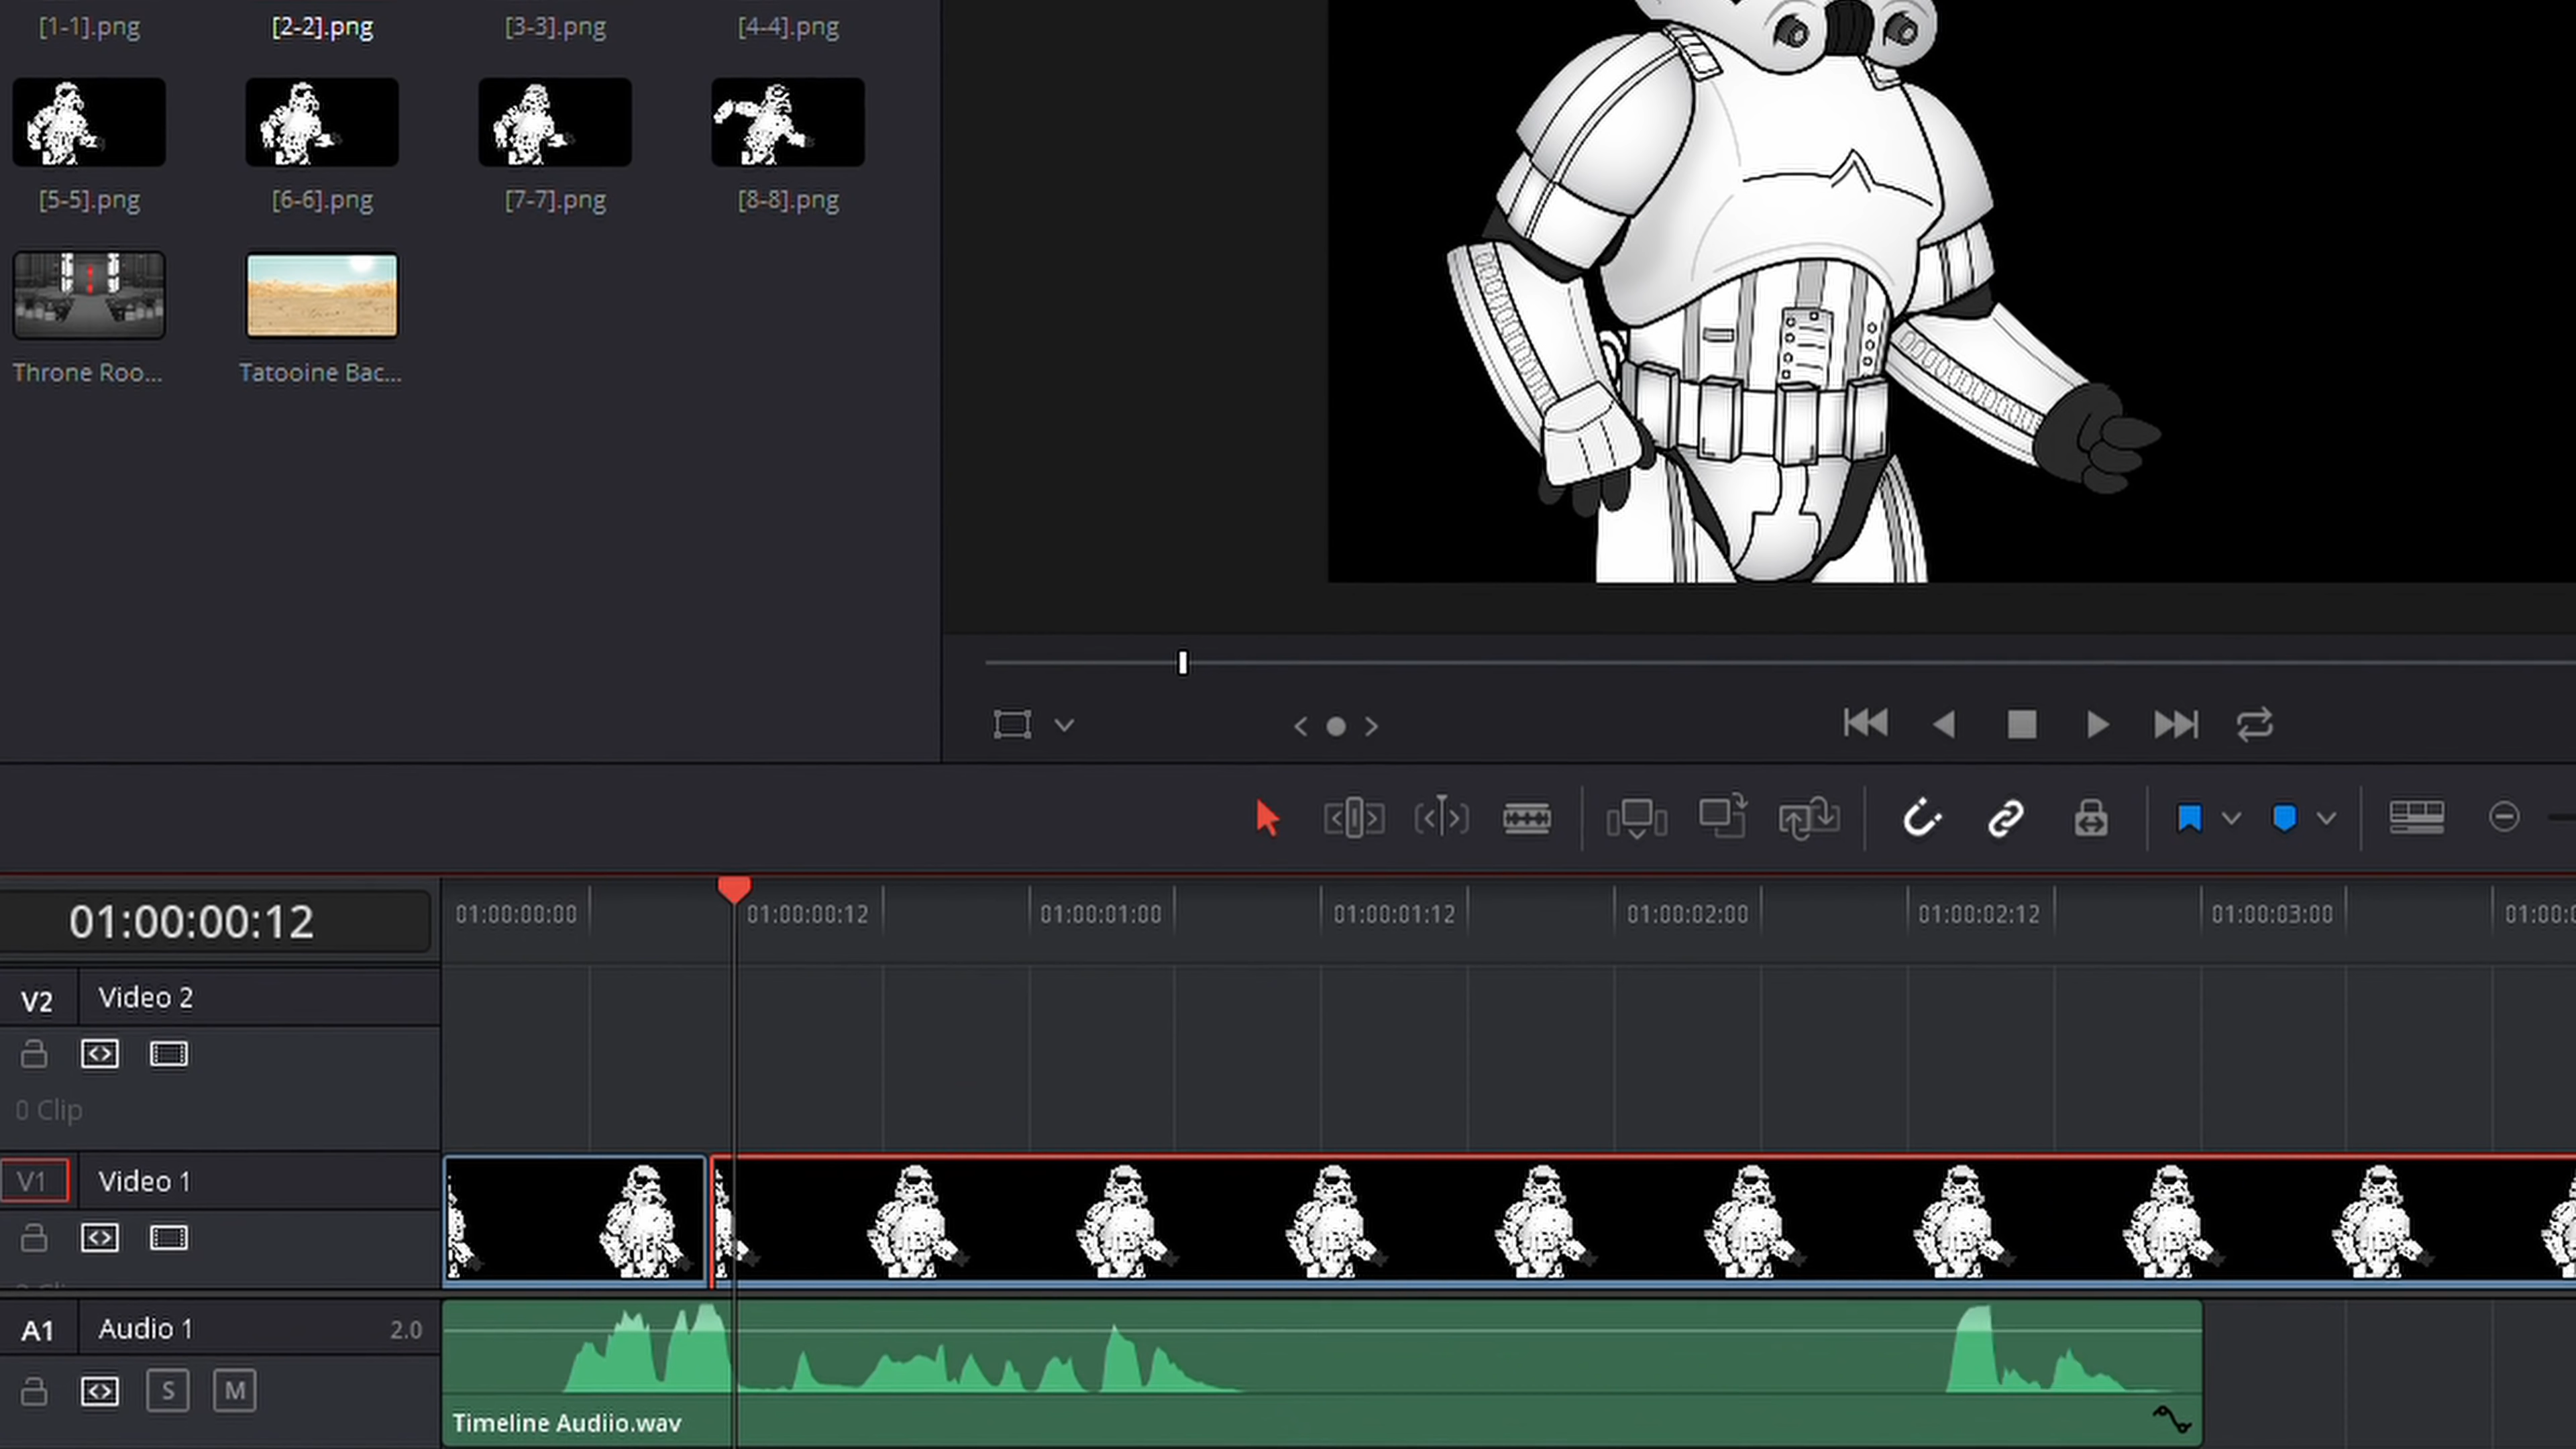 [1-1].png [2-2].png [3-3].png [4-4].png
[5-5].png [6-6].png [7-7].png [8-8].png
Throne Roo... Tatooine Bac...
01:00:00:12
01:00:00:00 01:00:00:12 01:00:01:00 01:00:01:12 01:00:02:00 01:00:02:12 01:00:03:00 01:00:0
V2 Video 2
0 Clip
V1 Video 1
A1 Audio 1 2.0
S M
Timeline Audiio.wav